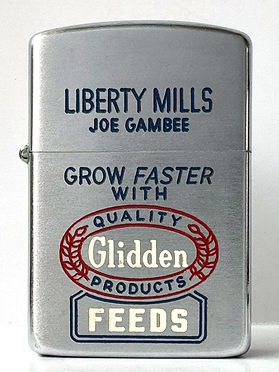 LIBERTY MILLS
JOE GAMBEE
GROW FASTER
WITH
QUALITY
Glidden
PRODUCTS
FEEDS